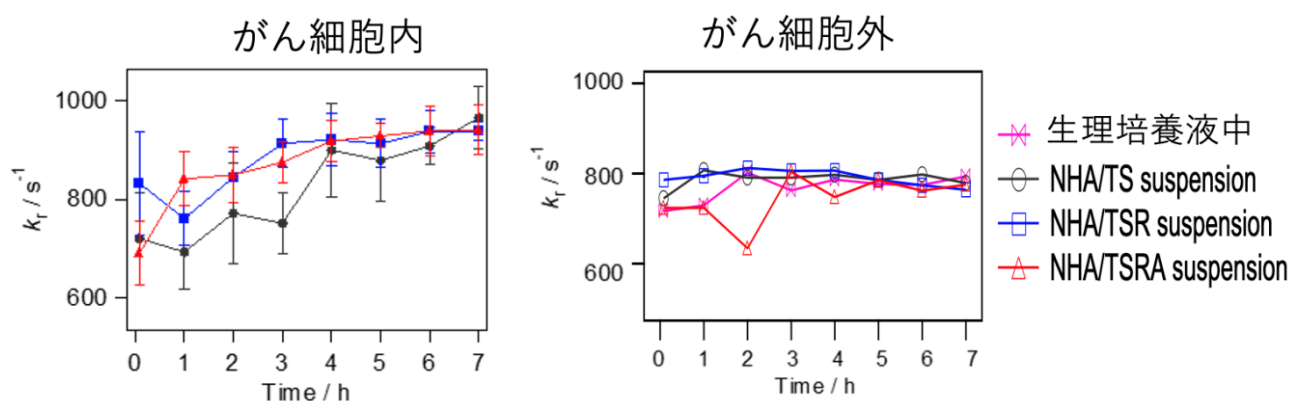 がん細胞内
kr / s-1
1000
800
600
0 1 2 3 4 5 6 7
Time / h
がん細胞外
kr / s-1
1000
800
600
0 1 2 3 4 5 6 7
Time / h
生理培養液中
NHA/TS suspension
NHA/TSR suspension
NHA/TSRA suspension